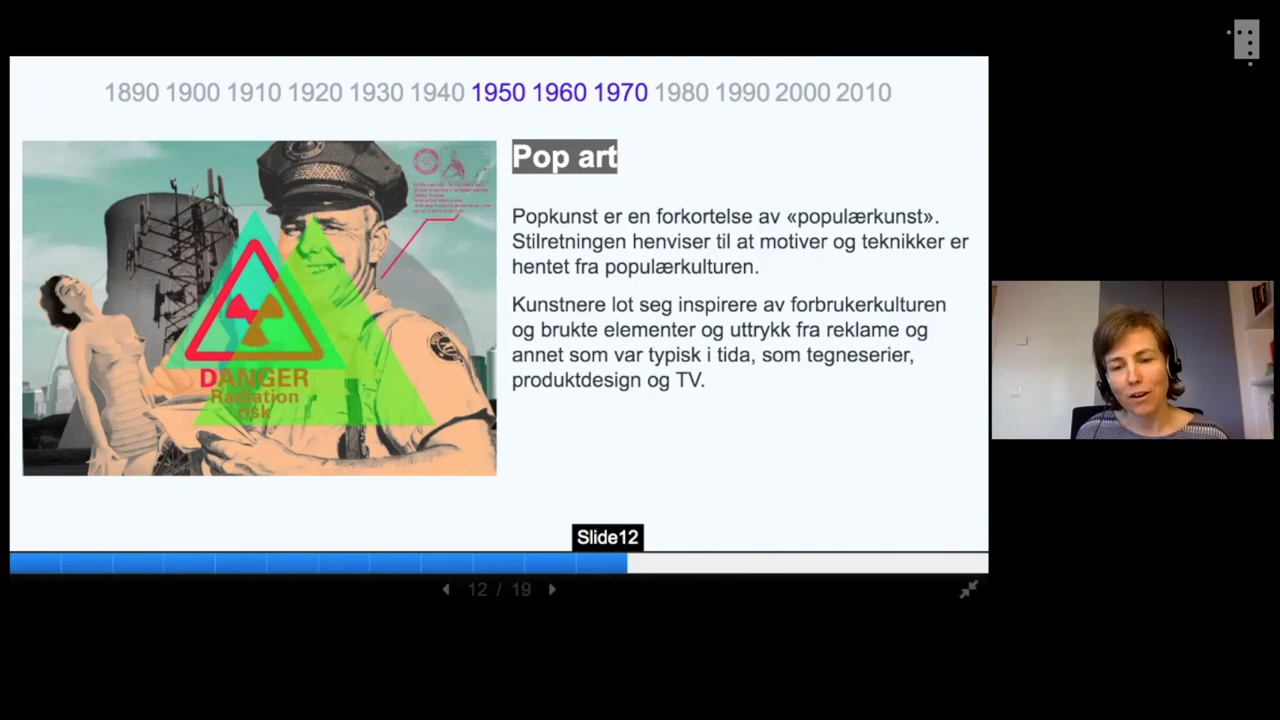 1890 1900 1910 1920 1930 1940 1950 1960 1970 1980 1990 2000 2010
Pop art
Popkunst er en forkortelse av «populærkunst».
Stilretningen henviser til at motiver og teknikker er
hentet fra populærkulturen.
Kunstnere lot seg inspirere av forbrukerkulturen
og brukte elementer og uttrykk fra reklame og
annet som var typisk i tida, som tegneserier,
produktdesign og TV.
DANGER
Radiation
risk
Slide12
12 / 19